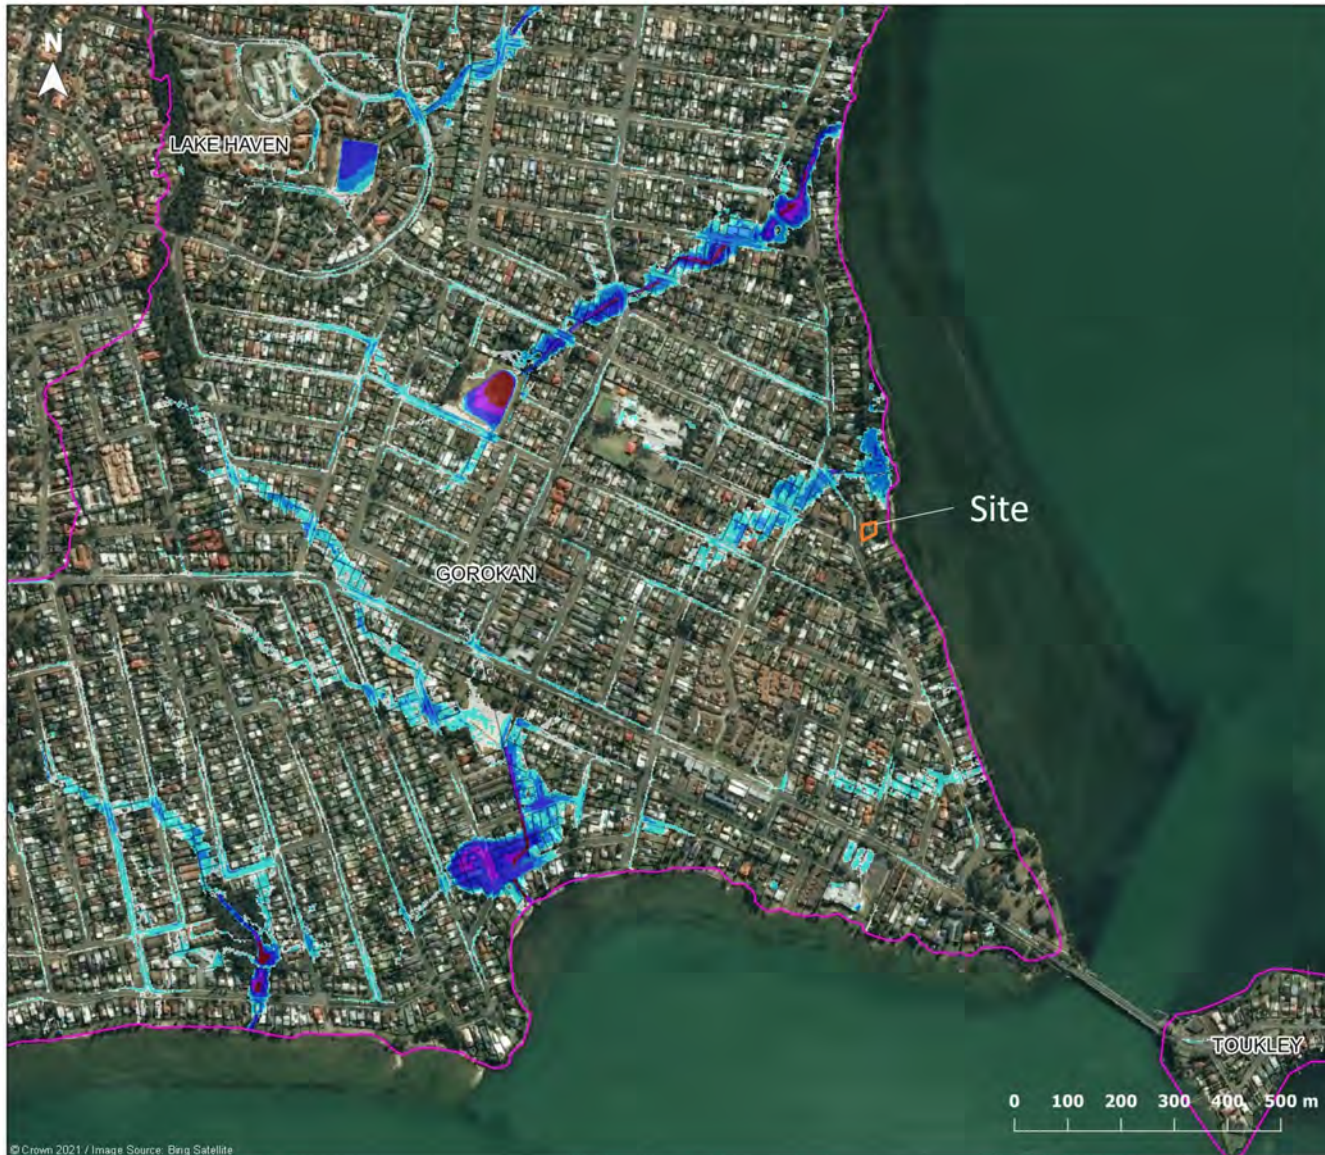 N
LAKE HAVEN
Site
GOROKAN
TOUKLEY
0 100 200 300 400 500 m
© Crown 2021 / Image Source: Bing Satellite